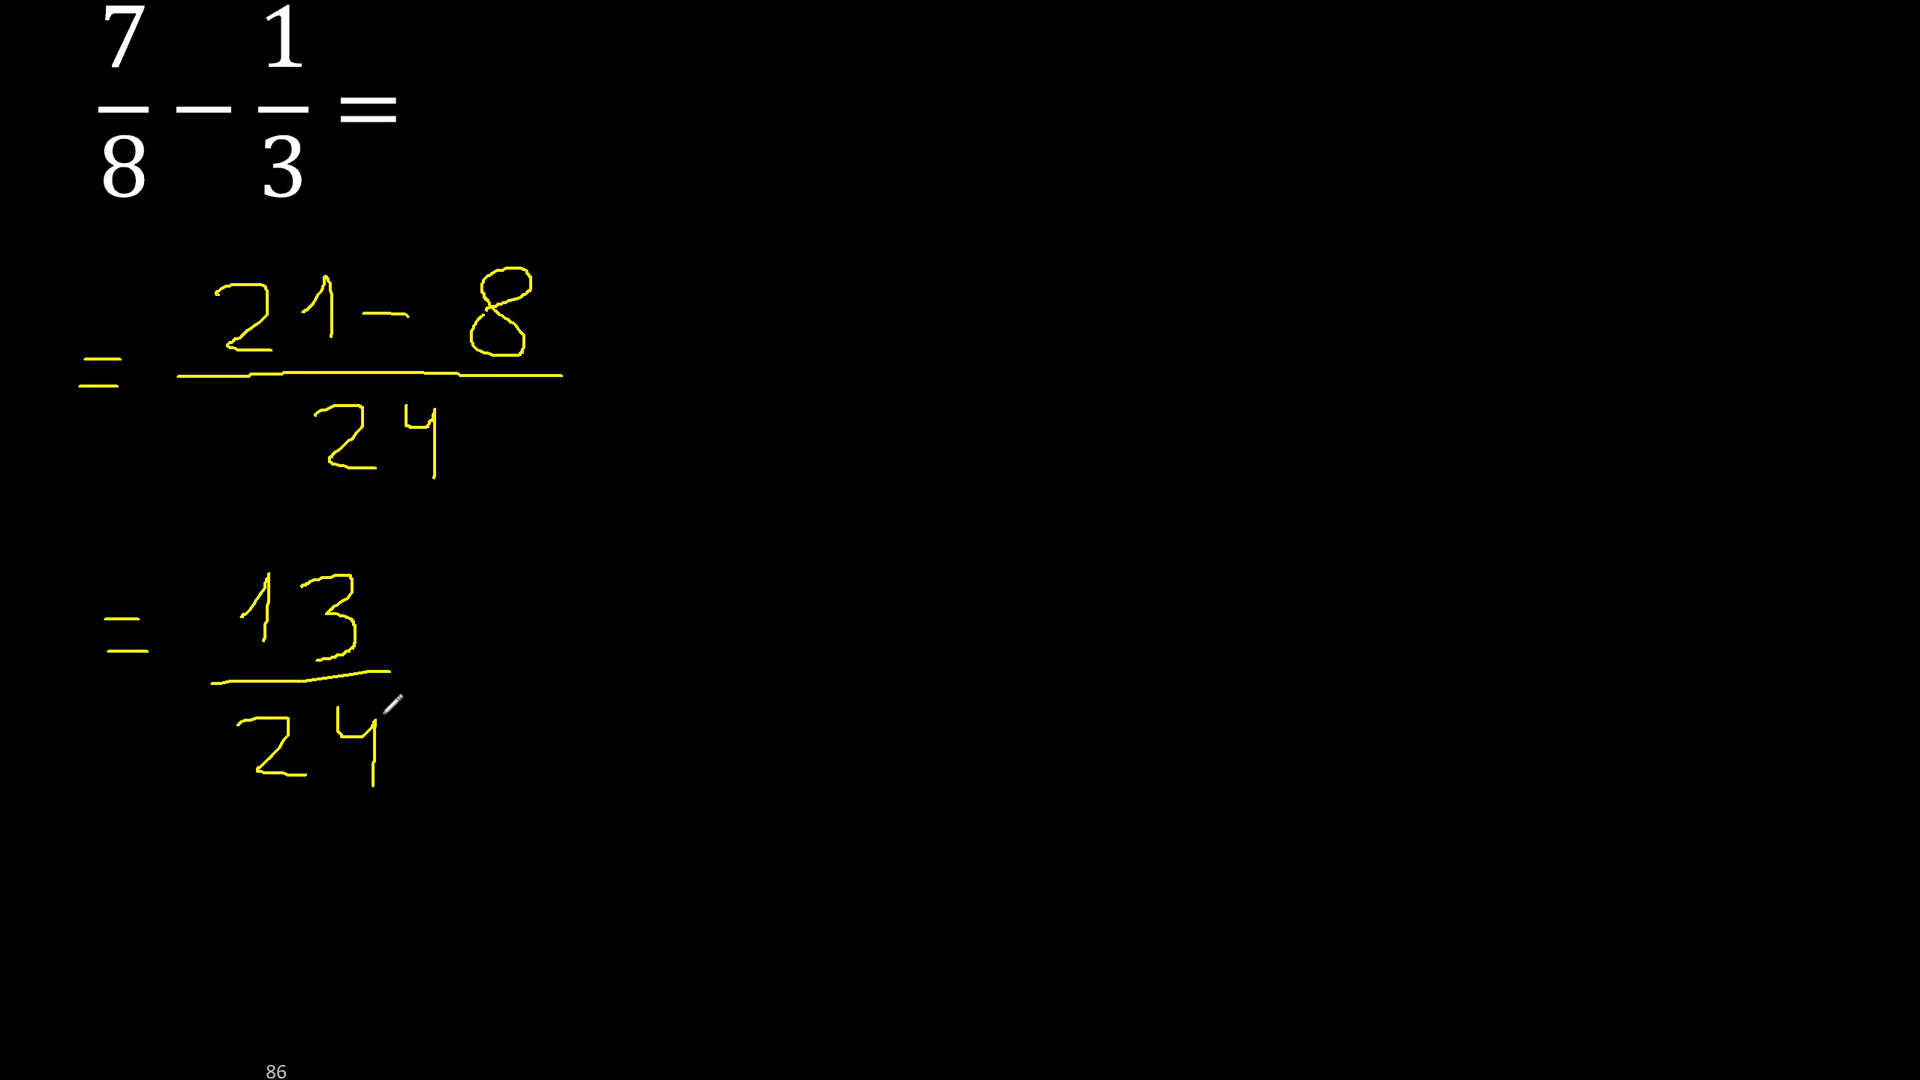 7/8 − 1/3 =
= 21 − 8 / 24
= 13 / 24
86